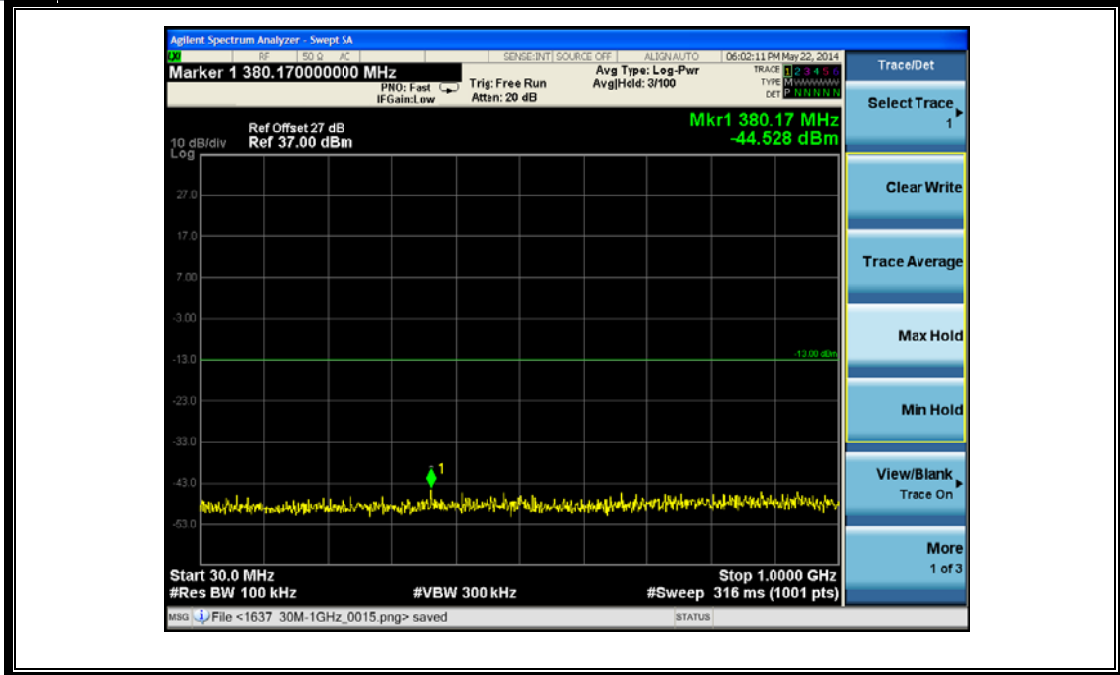 Agilent Spectrum Analyzer - Swept SA
LXI RF 50 Ω AC SENSE:INT SOURCE OFF ALIGN AUTO 06:02:11 PM May 22, 2014
Marker 1 380.170000000 MHz
PNO: Fast
IFGain:Low
Trig: Free Run
Atten: 20 dB
Avg Type: Log-Pwr
Avg|Hold: 3/100
TRACE 1 2 3 4 5 6
TYPE M
DET P N N N N N
Ref Offset 27 dB
Ref 37.00 dBm
10 dB/div
Log
Mkr1 380.17 MHz
-44.528 dBm
27.0
17.0
7.00
-3.00
-13.0
-13.00 dBm
-23.0
-33.0
1
-43.0
-53.0
Start 30.0 MHz
Stop 1.0000 GHz
#Res BW 100 kHz
#VBW 300 kHz
#Sweep 316 ms (1001 pts)
MSG File <1637 30M-1GHz_0015.png> saved
STATUS
Trace/Det
Select Trace
1
Clear Write
Trace Average
Max Hold
Min Hold
View/Blank
Trace On
More
1 of 3